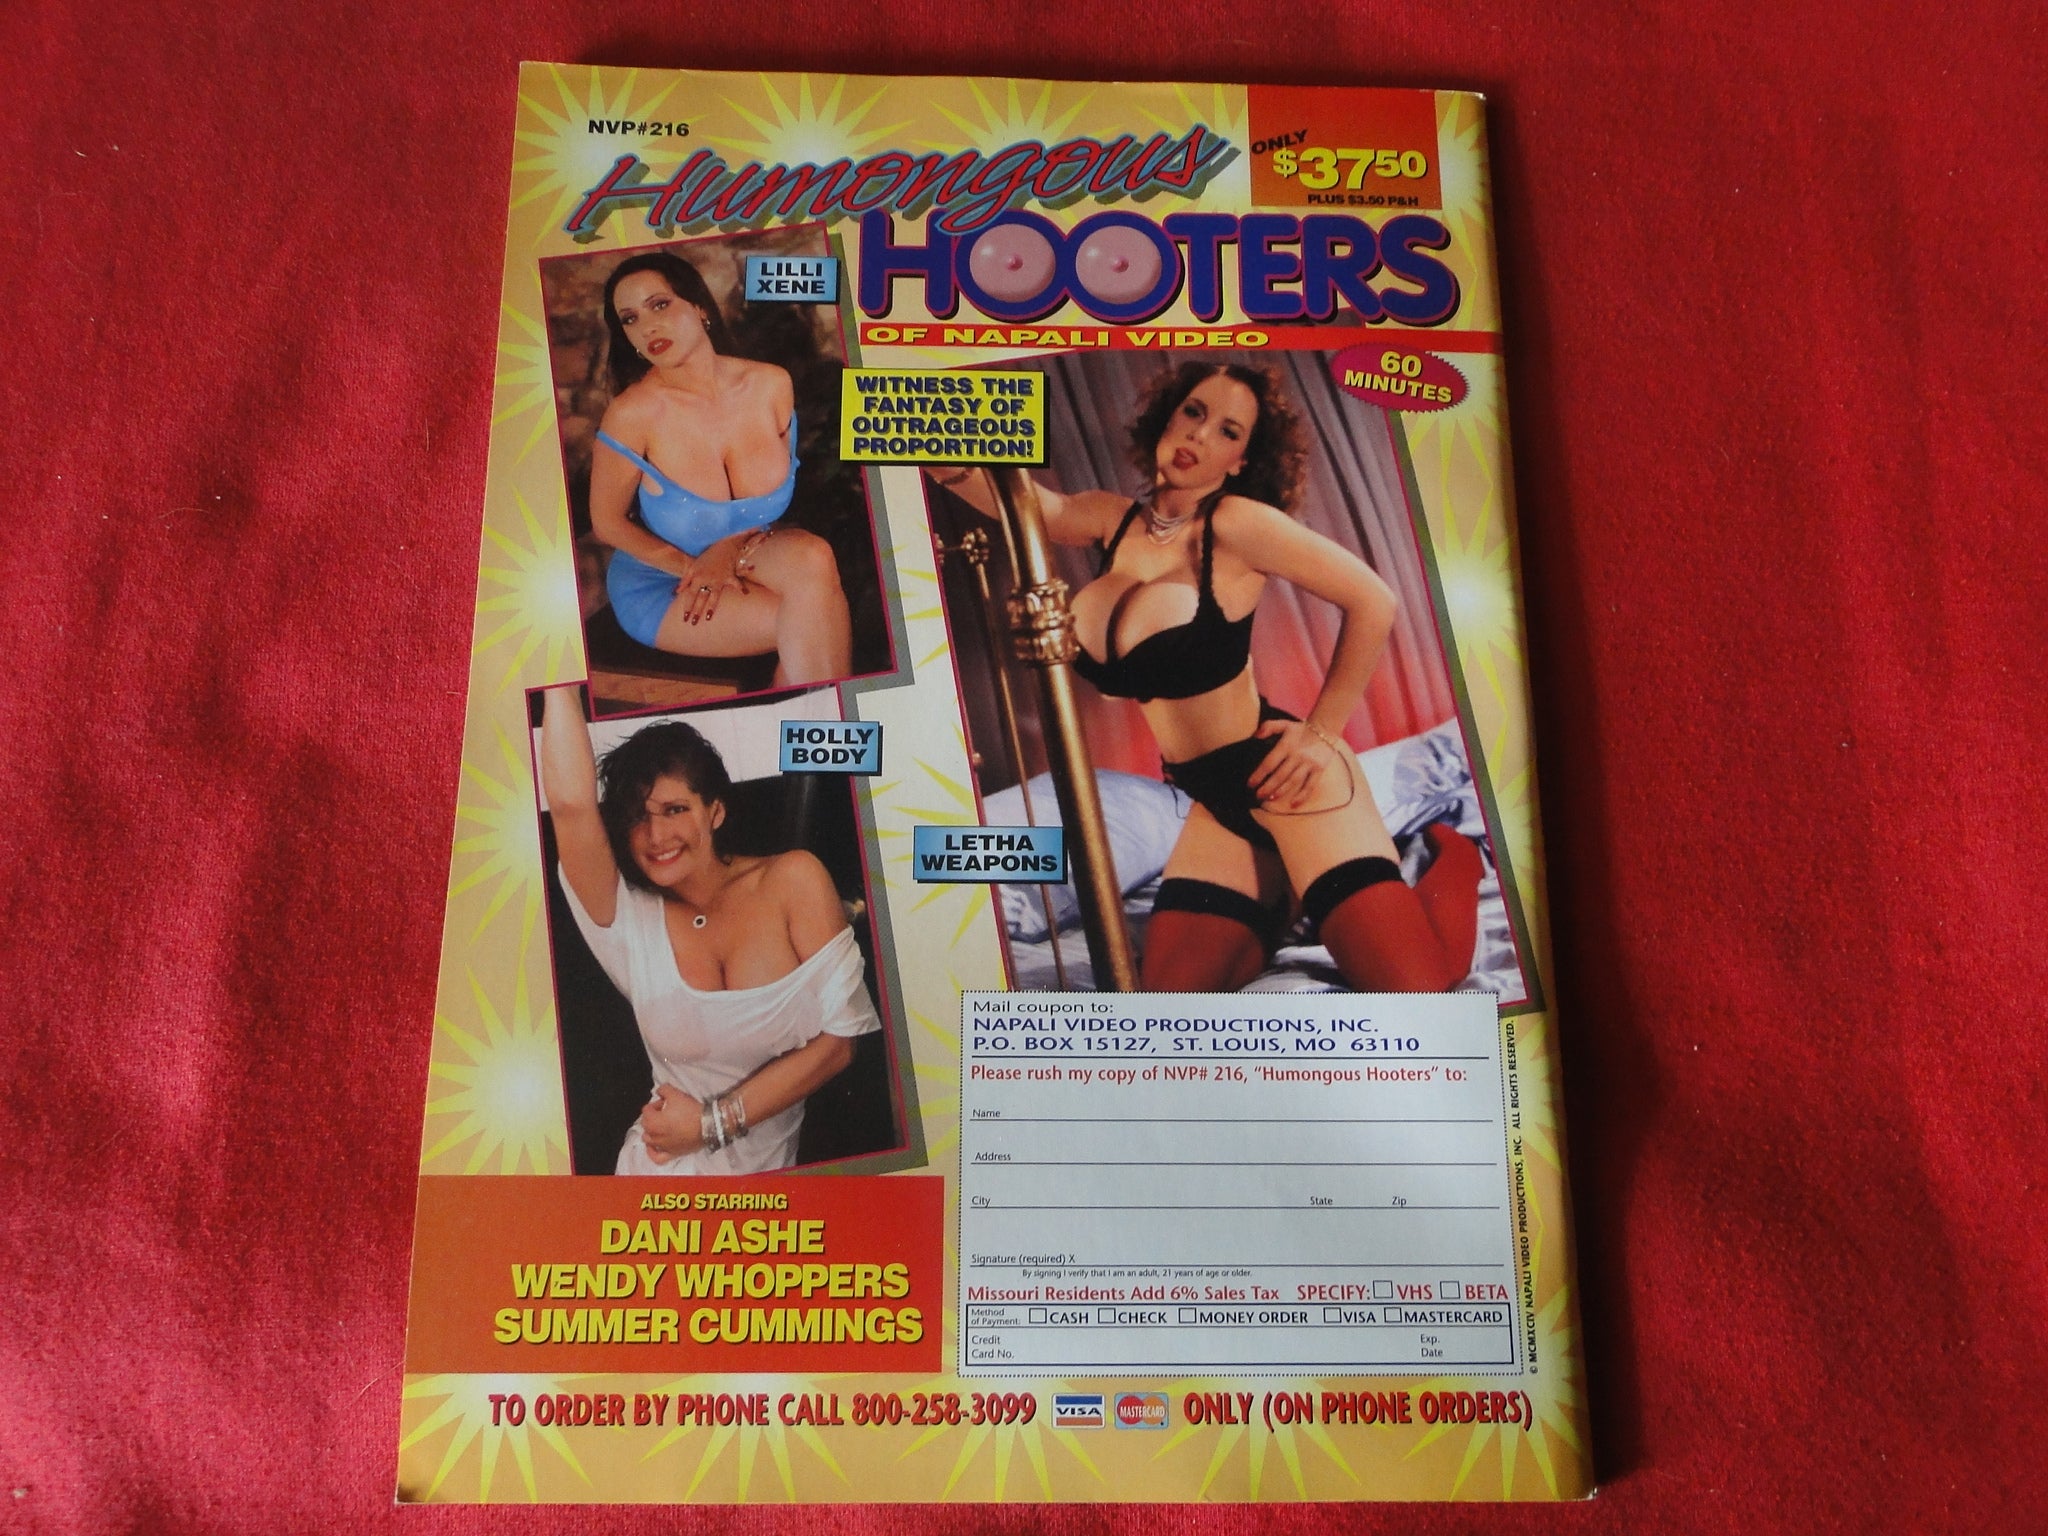 NVP#216
Humongous
HOOTERS
OF NAPALI VIDEO
ONLY
$3750
PLUS $3.50 P&H
LILLI
XENE
60
MINUTES
WITNESS THE
FANTASY OF
OUTRAGEOUS
PROPORTION!
HOLLY
BODY
LETHA
WEAPONS
Mail coupon to:
NAPALI VIDEO PRODUCTIONS, INC.
P.O. BOX 15127, ST. LOUIS, MO 63110
Please rush my copy of NVP# 216, "Humongous Hooters" to:
Name
Address
City State Zip
Signature (required) X
By signing I verify that I am an adult, 21 years of age or older.
Missouri Residents Add 6% Sales Tax SPECIFY: VHS BETA
Method
of Payment: CASH CHECK MONEY ORDER VISA MASTERCARD
Credit Exp.
Card No. Date
© MCMXCIV NAPALI VIDEO PRODUCTIONS, INC. ALL RIGHTS RESERVED.
ALSO STARRING
DANI ASHE
WENDY WHOPPERS
SUMMER CUMMINGS
TO ORDER BY PHONE CALL 800-258-3099 VISA MASTERCARD ONLY (ON PHONE ORDERS)